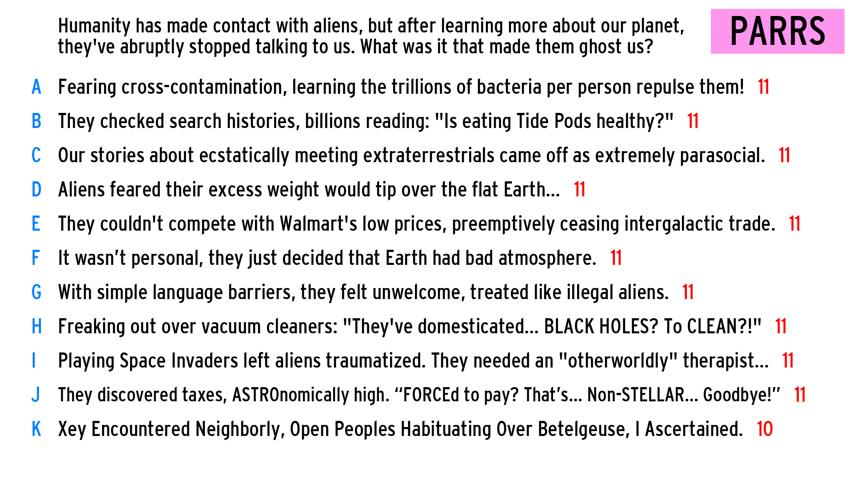 Humanity has made contact with aliens, but after learning more about our planet,
they've abruptly stopped talking to us. What was it that made them ghost us?
PARRS
A Fearing cross-contamination, learning the trillions of bacteria per person repulse them! 11
B They checked search histories, billions reading: "Is eating Tide Pods healthy?" 11
C Our stories about ecstatically meeting extraterrestrials came off as extremely parasocial. 11
D Aliens feared their excess weight would tip over the flat Earth... 11
E They couldn't compete with Walmart's low prices, preemptively ceasing intergalactic trade. 11
F It wasn’t personal, they just decided that Earth had bad atmosphere. 11
G With simple language barriers, they felt unwelcome, treated like illegal aliens. 11
H Freaking out over vacuum cleaners: "They've domesticated... BLACK HOLES? To CLEAN?!" 11
I Playing Space Invaders left aliens traumatized. They needed an "otherworldly" therapist... 11
J They discovered taxes, ASTROnomically high. “FORCEd to pay? That’s... Non-STELLAR... Goodbye!” 11
K Xey Encountered Neighborly, Open Peoples Habituating Over Betelgeuse, I Ascertained. 10